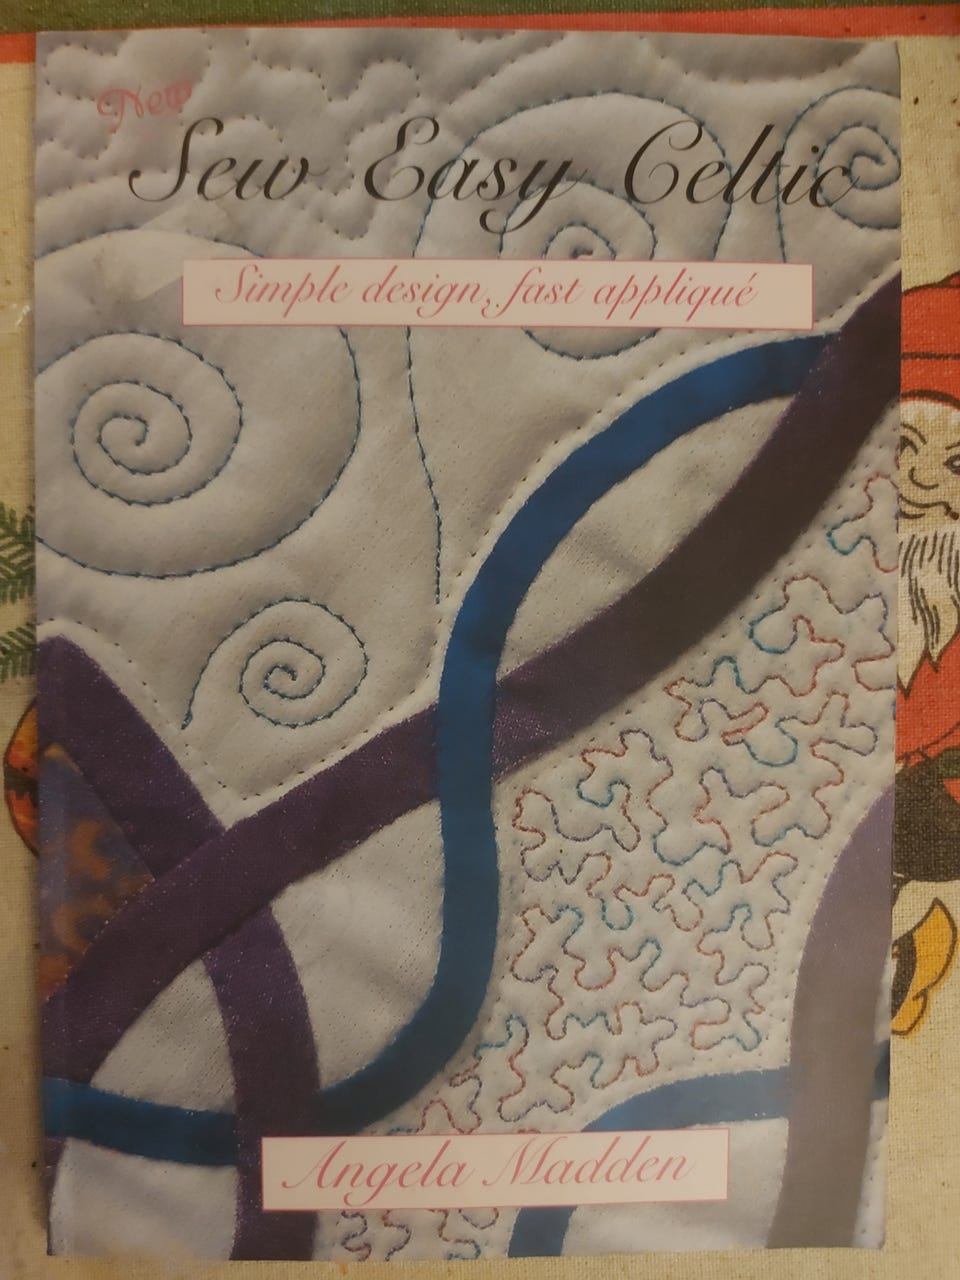 New
Sew Easy Celtic
Simple design, fast appliqué
Angela Madden